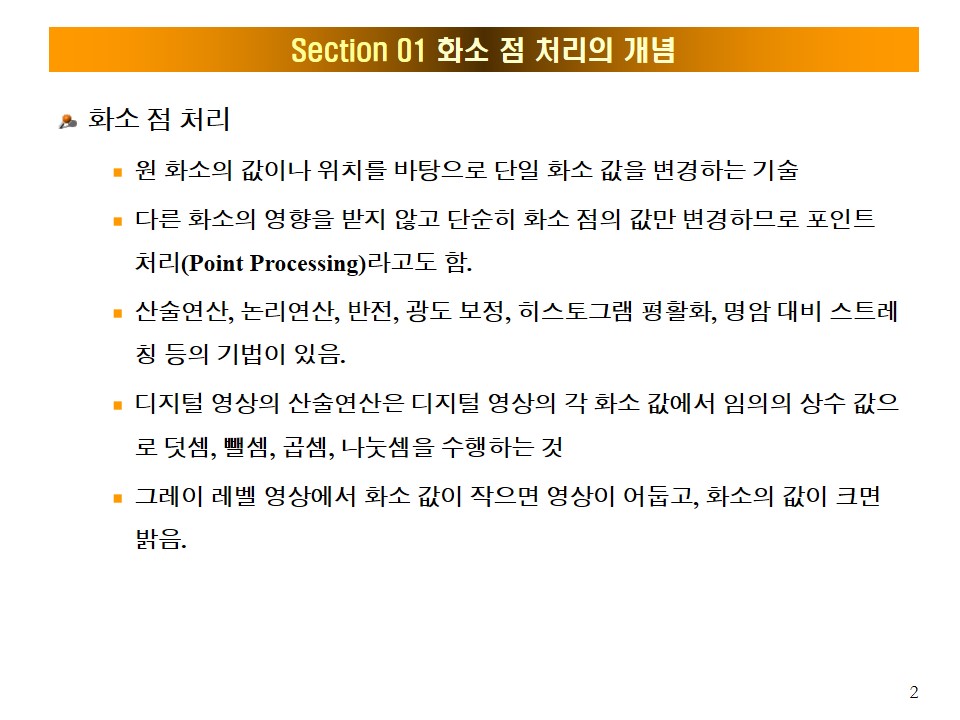 Section 01 화소 점 처리의 개념
화소 점 처리
원 화소의 값이나 위치를 바탕으로 단일 화소 값을 변경하는 기술
다른 화소의 영향을 받지 않고 단순히 화소 점의 값만 변경하므로 포인트
처리(Point Processing)라고도 함.
산술연산, 논리연산, 반전, 광도 보정, 히스토그램 평활화, 명암 대비 스트레
칭 등의 기법이 있음.
디지털 영상의 산술연산은 디지털 영상의 각 화소 값에서 임의의 상수 값으
로 덧셈, 뺄셈, 곱셈, 나눗셈을 수행하는 것
그레이 레벨 영상에서 화소 값이 작으면 영상이 어둡고, 화소의 값이 크면
밝음.
2